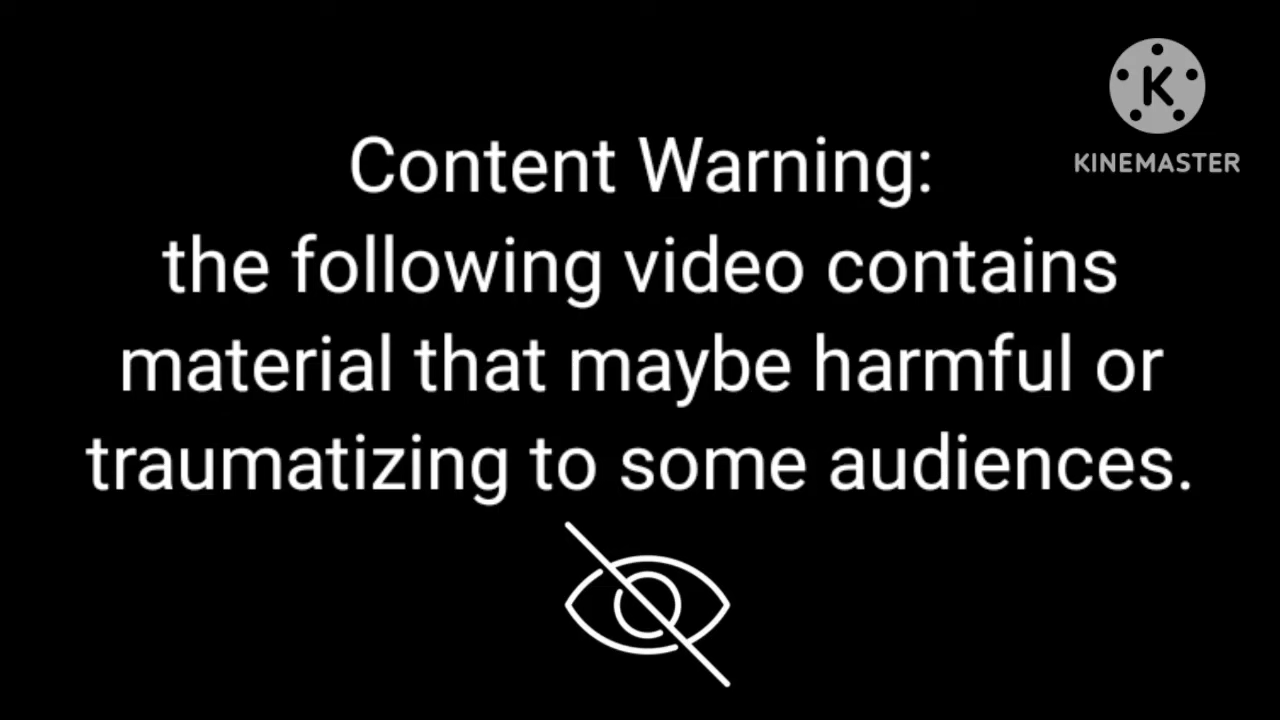 Content Warning:
the following video contains
material that maybe harmful or
traumatizing to some audiences.
K
KINEMASTER